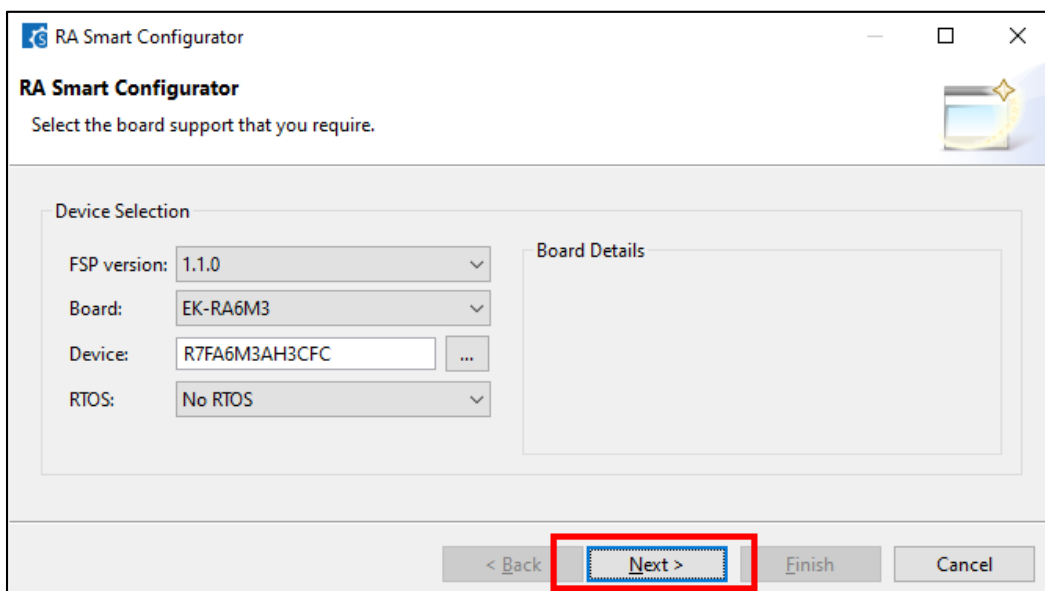 RA Smart Configurator
RA Smart Configurator
Select the board support that you require.
Device Selection
FSP version: 1.1.0
Board: EK-RA6M3
Device: R7FA6M3AH3CFC ...
RTOS: No RTOS
Board Details
< Back Next > Finish Cancel